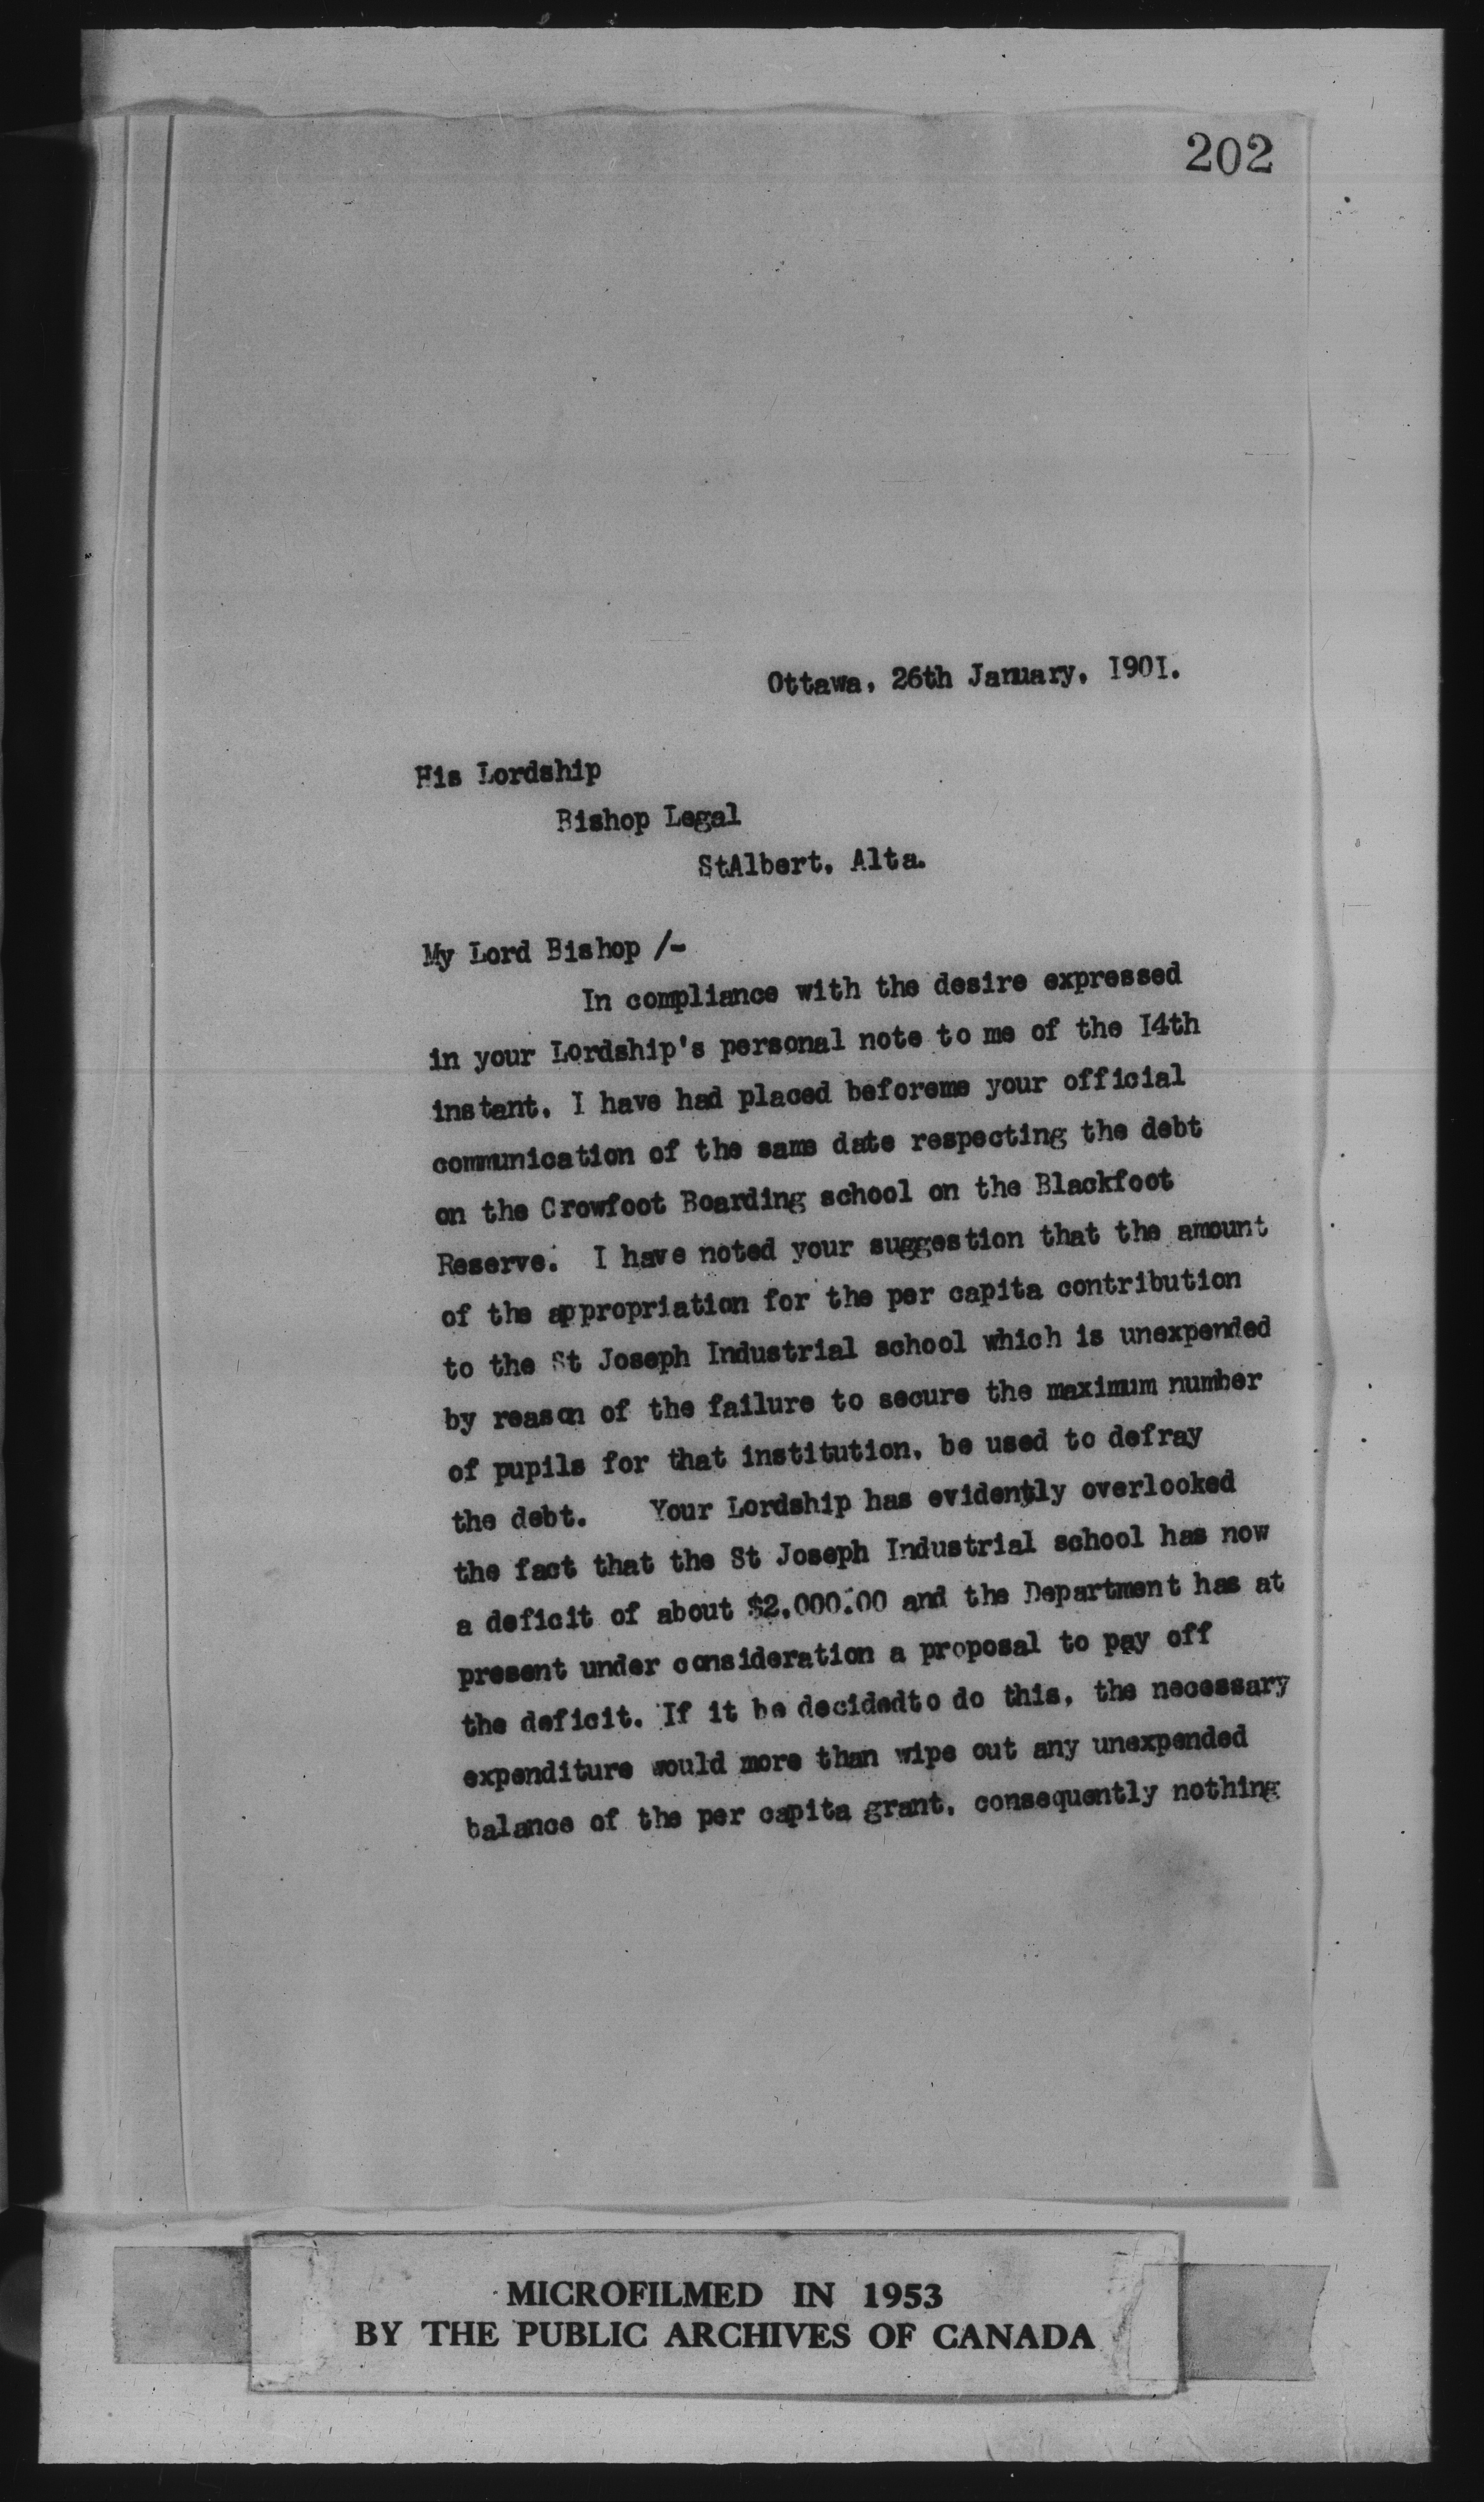 202
Ottawa, 26th January, I90I.
His Lordship
Bishop Legal
StAlbert, Alta.
My Lord Bishop /-
In compliance with the desire expressed
in your Lordship's personal note to me of the I4th
instant, I have had placed beforeme your official
communication of the same date respecting the debt
on the Crowfoot Boarding school on the Blackfoot
Reserve. I have noted your suggestion that the amount
of the appropriation for the per capita contribution
to the St Joseph Industrial school which is unexpended
by reason of the failure to secure the maximum number
of pupils for that institution, be used to defray
the debt. Your Lordship has evidently overlooked
the fact that the St Joseph Industrial school has now
a deficit of about $2,000.00 and the Department has at
present under consideration a proposal to pay off
the deficit. If it be decidedto do this, the necessary
expenditure would more than wipe out any unexpended
balance of the per capita grant, consequently nothing
MICROFILMED IN 1953
BY THE PUBLIC ARCHIVES OF CANADA